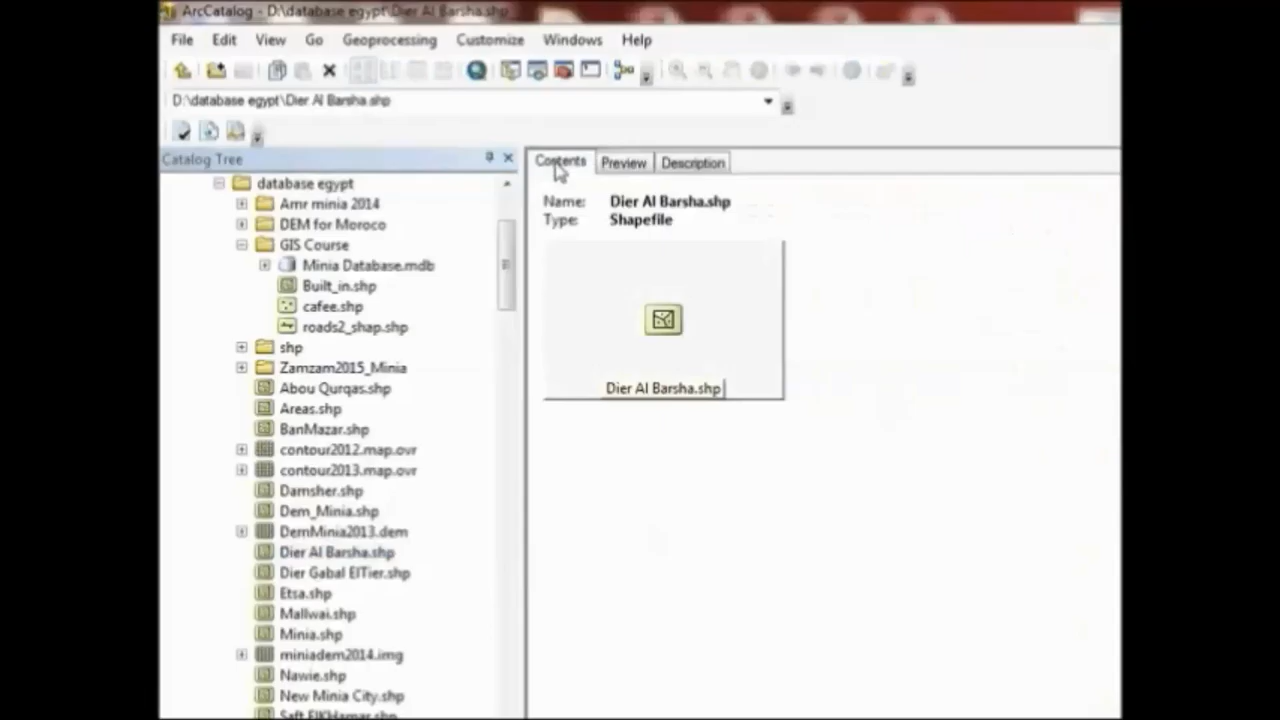 ArcCatalog - D:\database egypt\Dier Al Barsha.shp
File Edit View Go Geoprocessing Customize Windows Help
D:\database egypt\Dier Al Barsha.shp
Catalog Tree
Contents Preview Description
database egypt
Amr minia 2014
DEM for Moroco
GIS Course
Minia Database.mdb
Built_in.shp
cafee.shp
roads2_shap.shp
shp
Zamzam2015_Minia
Abou Qurqas.shp
Areas.shp
BanMazar.shp
contour2012.map.ovr
contour2013.map.ovr
Damsher.shp
Dem_Minia.shp
DemMinia2013.dem
Dier Al Barsha.shp
Dier Gabal ElTier.shp
Etsa.shp
Mallwai.shp
Minia.shp
miniadem2014.img
Nawie.shp
New Minia City.shp
Saft ElKHamar.shp
Name: Dier Al Barsha.shp
Type: Shapefile
Dier Al Barsha.shp